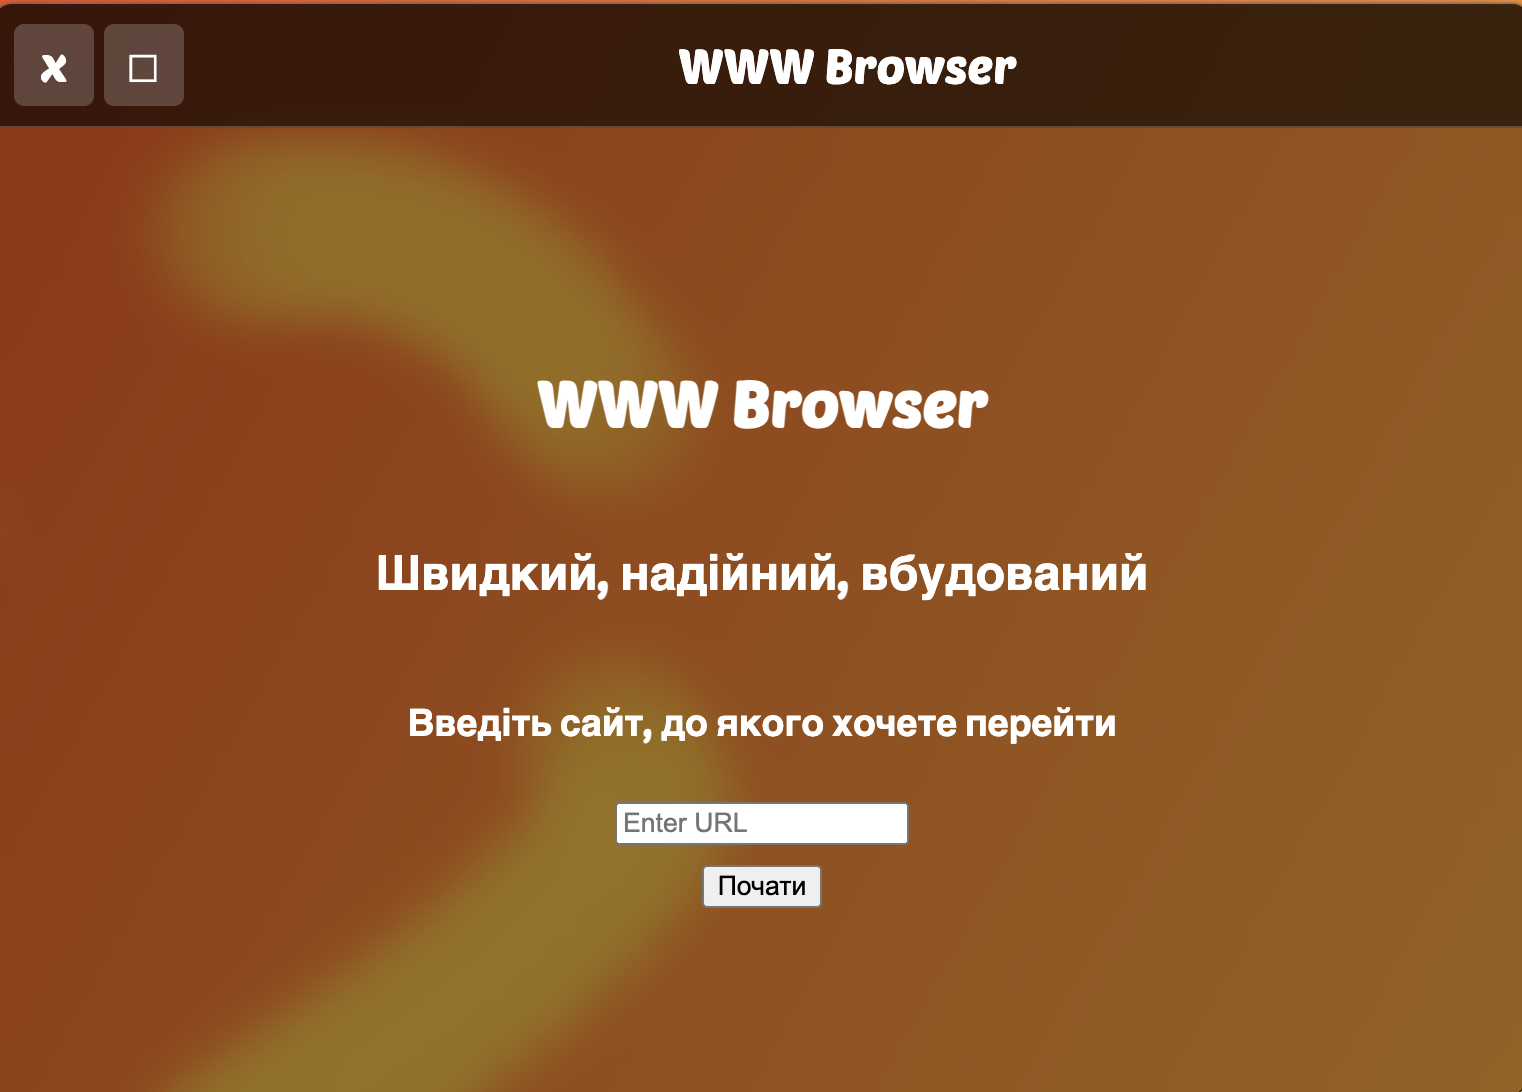 x □ WWW Browser
WWW Browser
Швидкий, надійний, вбудований
Введіть сайт, до якого хочете перейти
Enter URL
Почати